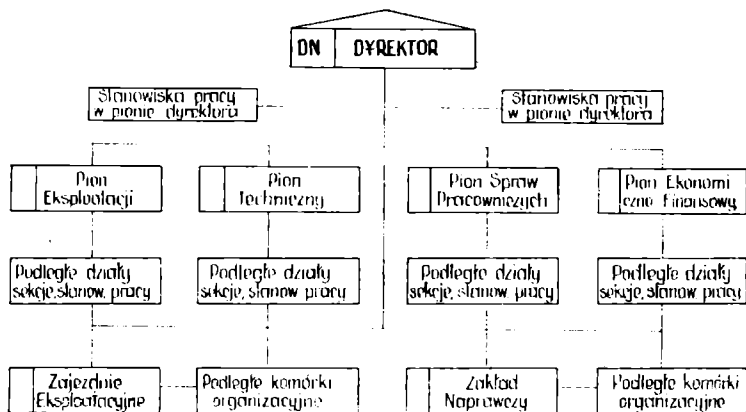 DN DYREKTOR
Stanowiska pracy
w pionie dyrektora
Stanowiska pracy
w pionie dyrektora
Pion
Eksploatacji
Pion
Techniczny
Pion Spraw
Pracowniczych
Pion Ekonomi
czno Finansowy
Podległe działy
sekcje, stanow. pracy
Podległe działy
sekcje, stanow pracy
Podległe działy
sekcje, stanow pracy
Podległe działy
sekcje, stanow pracy
Zajezdnie
Eksploatacyjne
Podległe komórki
organizacyjne
Zakład
Naprawczy
Podległe komórki
organizacyjne